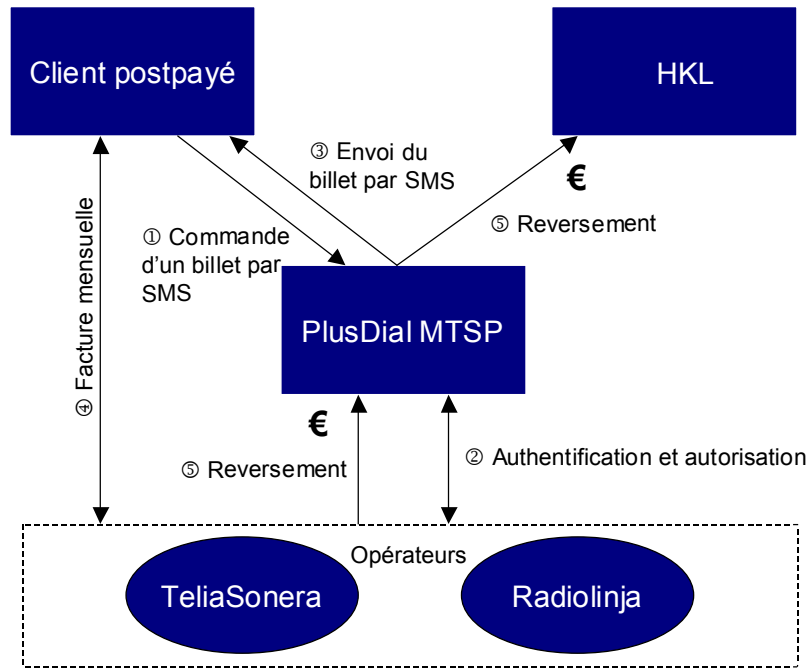 Client postpayé
HKL
③ Envoi du
billet par SMS
€
⑤ Reversement
① Commande
d'un billet par
SMS
④ Facture mensuelle
PlusDial MTSP
€
⑤ Reversement
② Authentification et autorisation
Opérateurs
TeliaSonera
Radiolinja